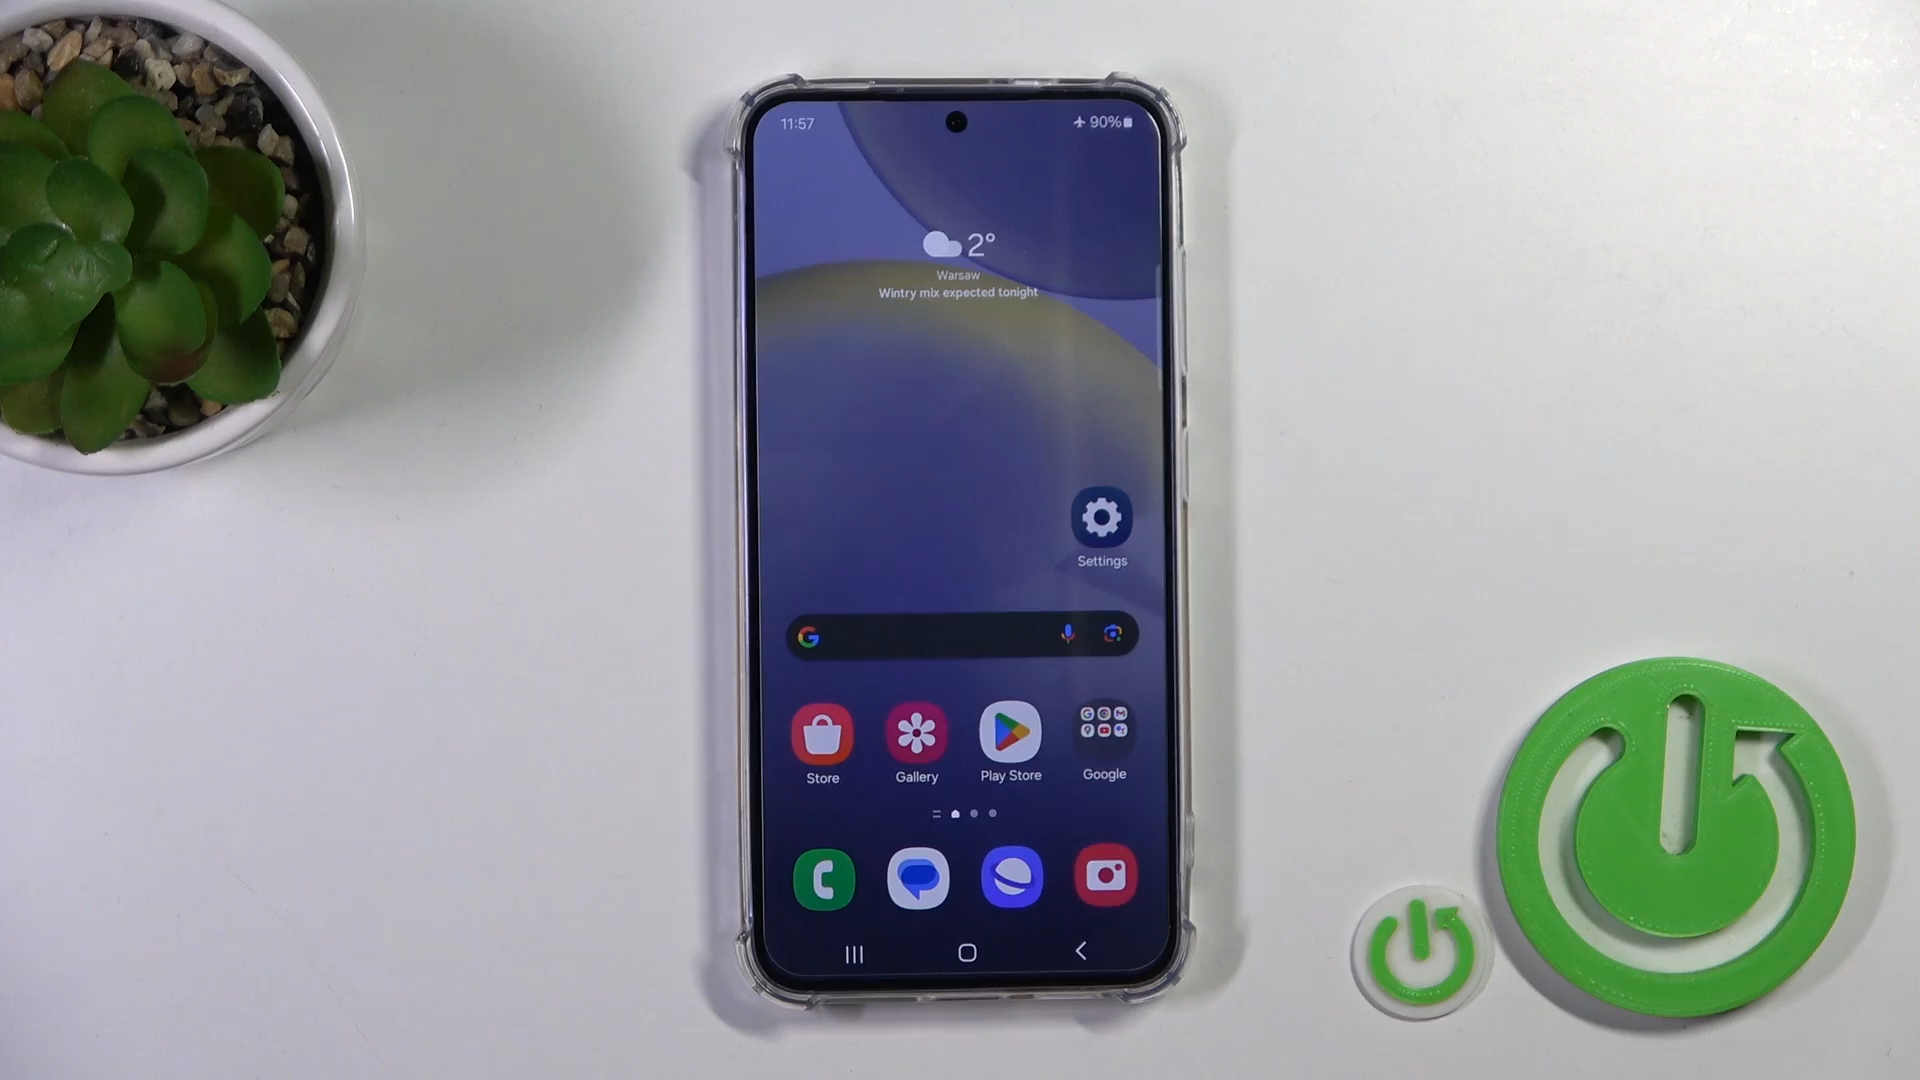 11:57
90%
2°
Warsaw
Wintry mix expected tonight
Settings
Store
Gallery
Play Store
Google